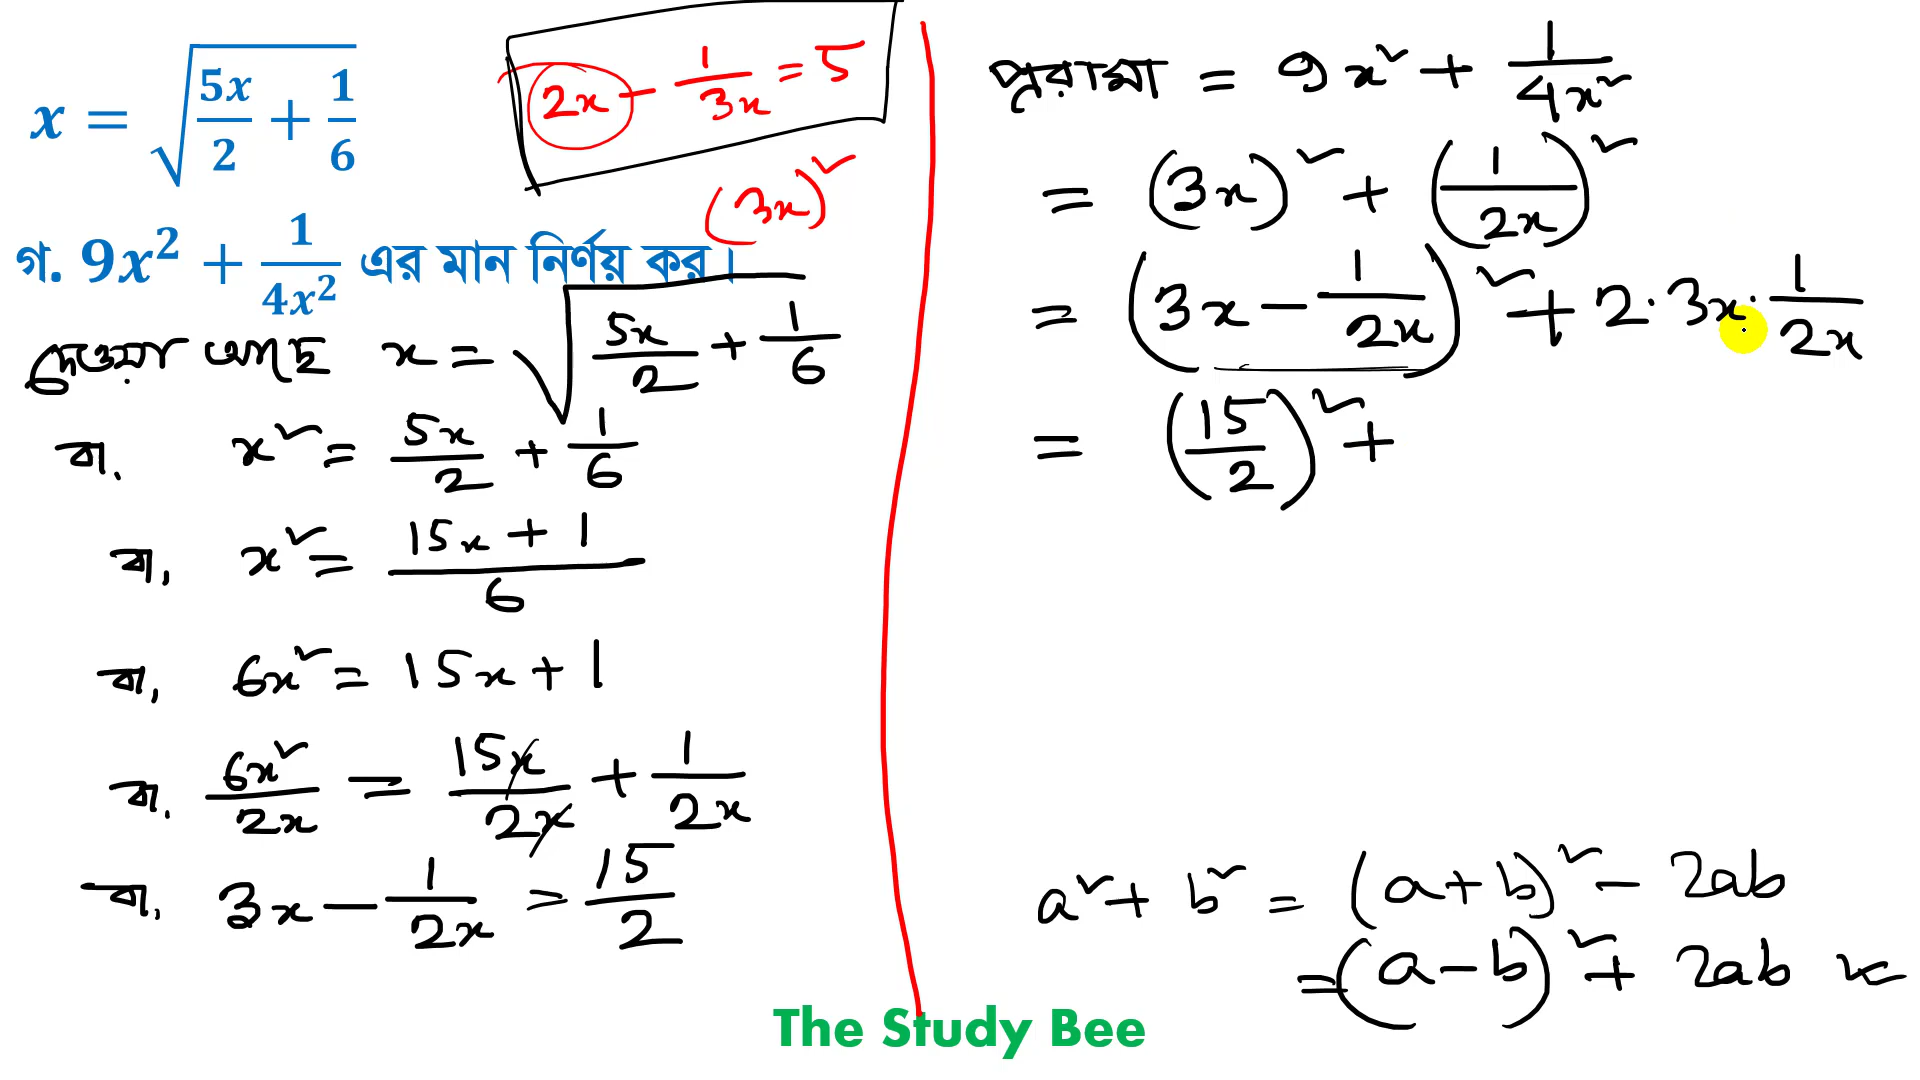 x = √(5x/2 + 1/6)
2x - 1/3x = 5
(3x)²
গ. 9x² + 1/4x² এর মান নির্ণয় কর।
দেওয়া আছে x = √(5x/2 + 1/6)
বা. x² = 5x/2 + 1/6
বা, x² = (15x + 1)/6
বা, 6x² = 15x + 1
বা. 6x²/2x = 15x/2x + 1/2x
বা, 3x - 1/2x = 15/2
প্রদত্ত রাশি = 9x² + 1/4x²
= (3x)² + (1/2x)²
= (3x - 1/2x)² + 2·3x·1/2x
= (15/2)² +
a² + b² = (a+b)² - 2ab
= (a-b)² + 2ab
The Study Bee